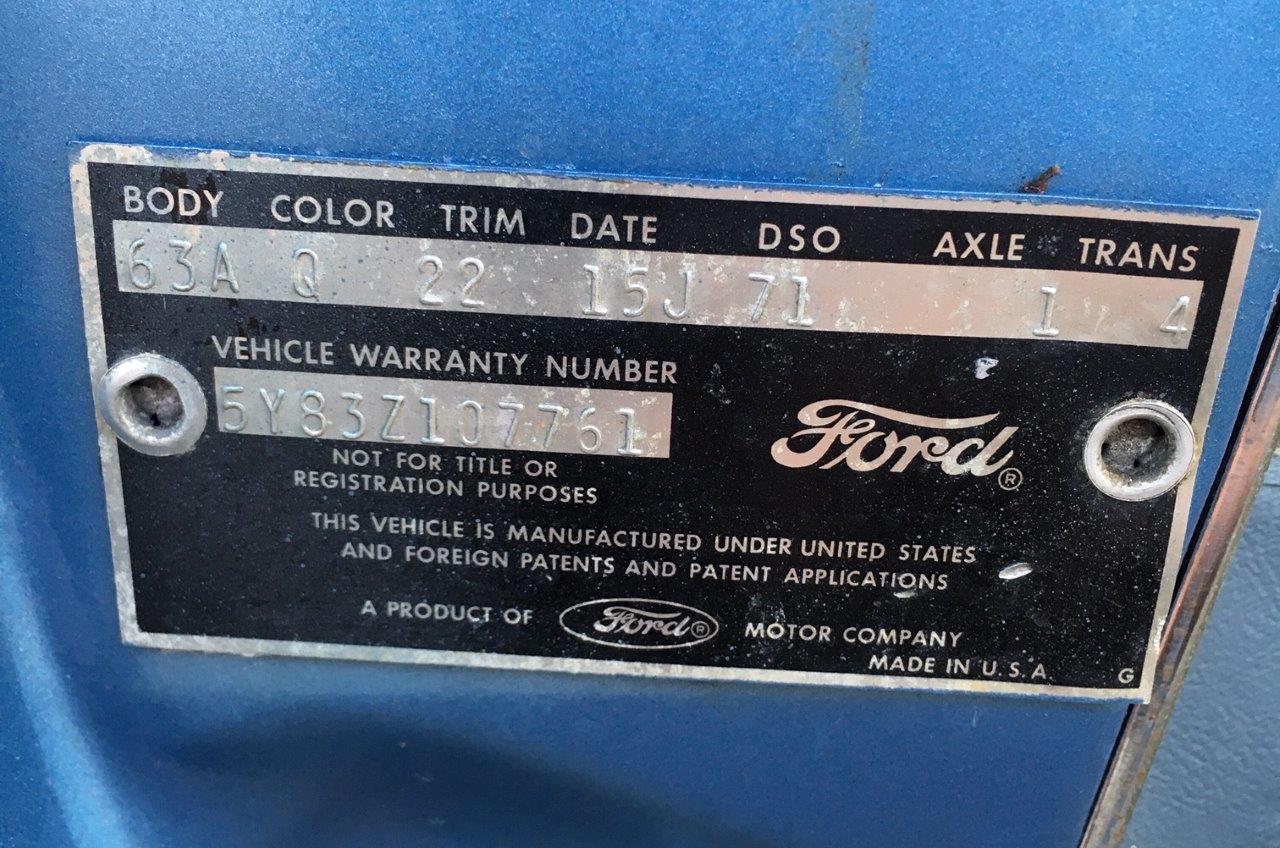 BODY COLOR TRIM DATE DSO AXLE TRANS
63A Q 22 15J 71 1 4
VEHICLE WARRANTY NUMBER
5Y83Z107761
NOT FOR TITLE OR
REGISTRATION PURPOSES
Ford®
THIS VEHICLE IS MANUFACTURED UNDER UNITED STATES
AND FOREIGN PATENTS AND PATENT APPLICATIONS
A PRODUCT OF Ford® MOTOR COMPANY
MADE IN U.S.A. G